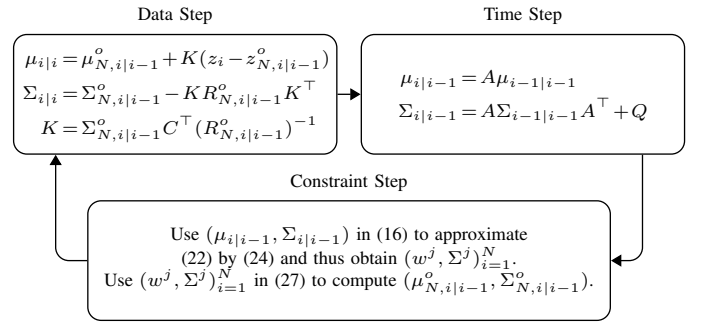 Data Step
μ_{i|i} = μ^o_{N,i|i−1} + K(z_i − z^o_{N,i|i−1})
Σ_{i|i} = Σ^o_{N,i|i−1} − KR^o_{N,i|i−1}K^⊤
K = Σ^o_{N,i|i−1}C^⊤(R^o_{N,i|i−1})^{−1}
Time Step
μ_{i|i−1} = Aμ_{i−1|i−1}
Σ_{i|i−1} = AΣ_{i−1|i−1}A^⊤ + Q
Constraint Step
Use (μ_{i|i−1}, Σ_{i|i−1}) in (16) to approximate
(22) by (24) and thus obtain (w^j, Σ^j)^N_{i=1}.
Use (w^j, Σ^j)^N_{i=1} in (27) to compute (μ^o_{N,i|i−1}, Σ^o_{N,i|i−1}).